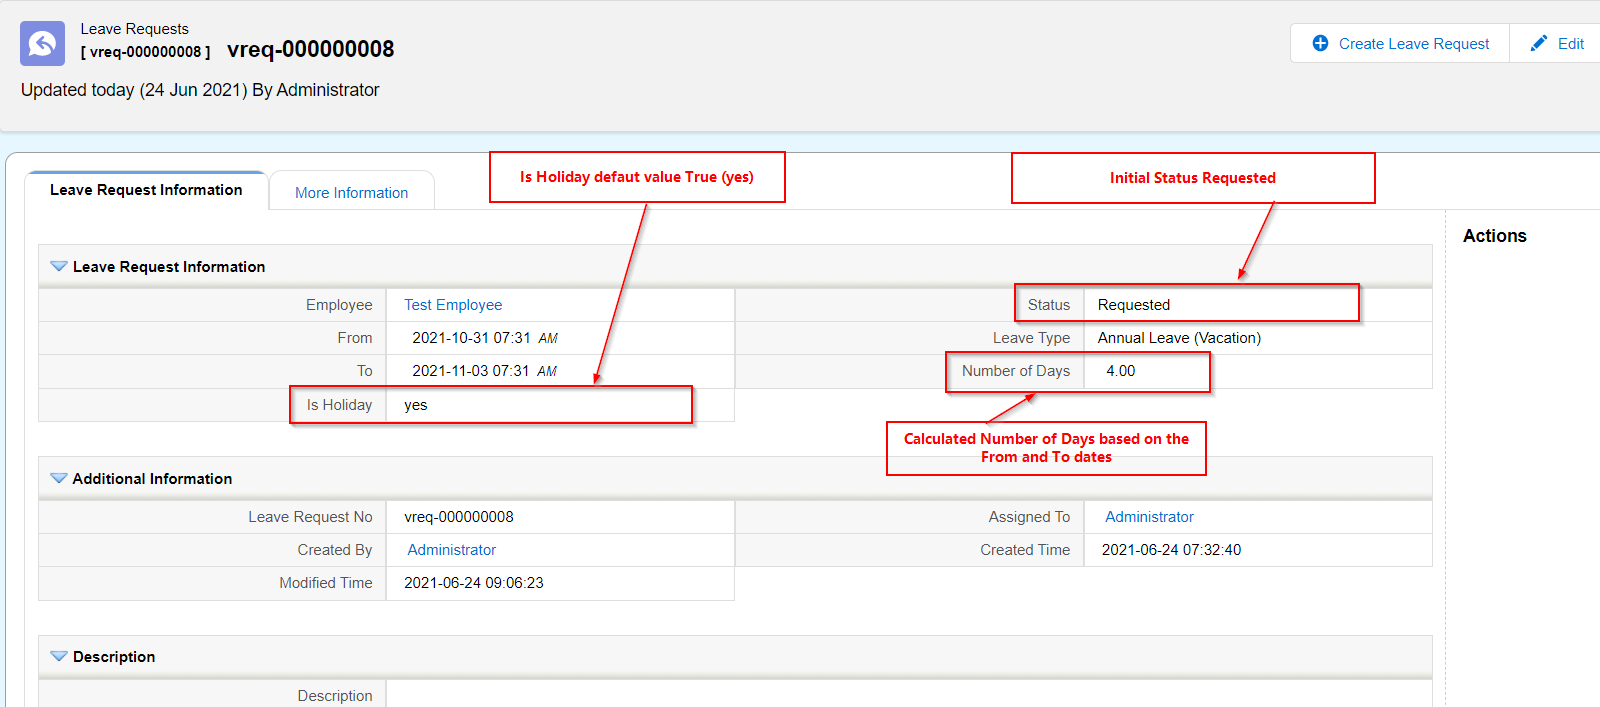 Leave Requests
[ vreq-000000008 ] vreq-000000008
Create Leave Request
Edit
Updated today (24 Jun 2021) By Administrator
Leave Request Information
More Information
Is Holiday defaut value True (yes)
Initial Status Requested
Actions
Leave Request Information
Employee Test Employee
Status Requested
From 2021-10-31 07:31 AM
Leave Type Annual Leave (Vacation)
To 2021-11-03 07:31 AM
Number of Days 4.00
Is Holiday yes
Calculated Number of Days based on the
From and To dates
Additional Information
Leave Request No vreq-000000008
Assigned To Administrator
Created By Administrator
Created Time 2021-06-24 07:32:40
Modified Time 2021-06-24 09:06:23
Description
Description